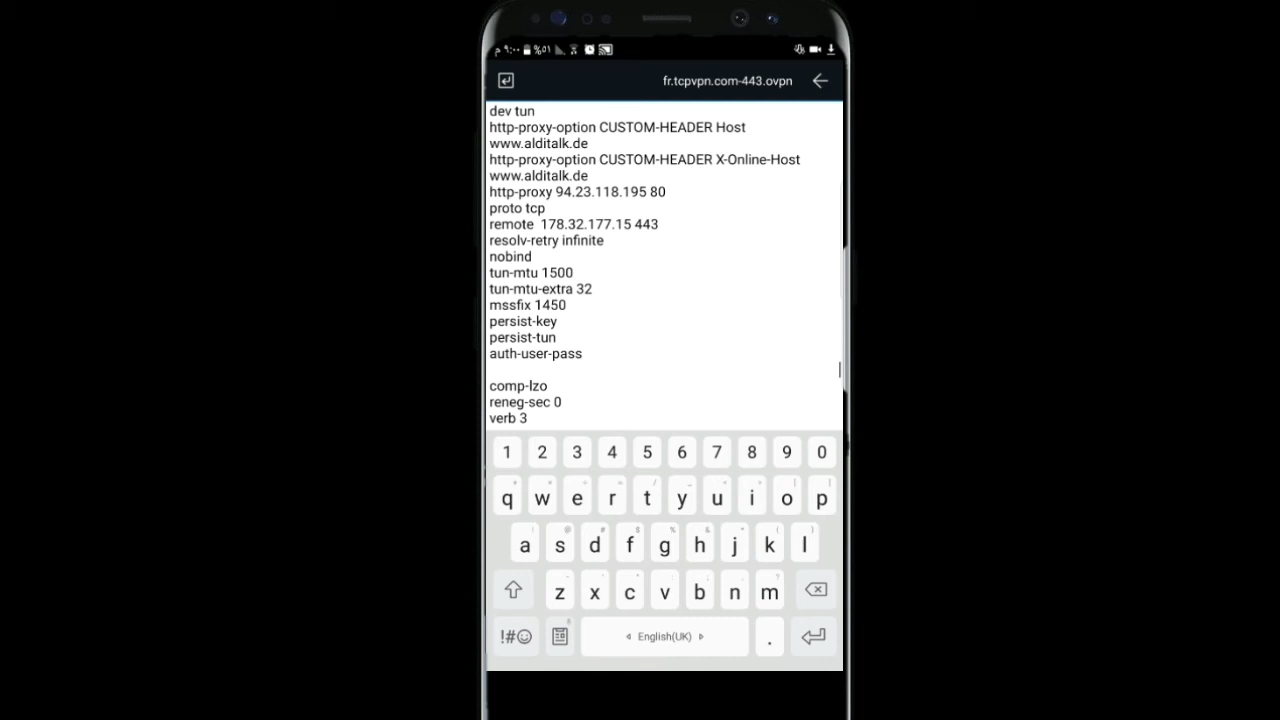 م ٩:٠٠ %٥١
fr.tcpvpn.com-443.ovpn
dev tun
http-proxy-option CUSTOM-HEADER Host
www.alditalk.de
http-proxy-option CUSTOM-HEADER X-Online-Host
www.alditalk.de
http-proxy 94.23.118.195 80
proto tcp
remote  178.32.177.15 443
resolv-retry infinite
nobind
tun-mtu 1500
tun-mtu-extra 32
mssfix 1450
persist-key
persist-tun
auth-user-pass
comp-lzo
reneg-sec 0
verb 3
1 2 3 4 5 6 7 8 9 0
q w e r t y u i o p
a s d f g h j k l
z x c v b n m
!#☺ English(UK) .